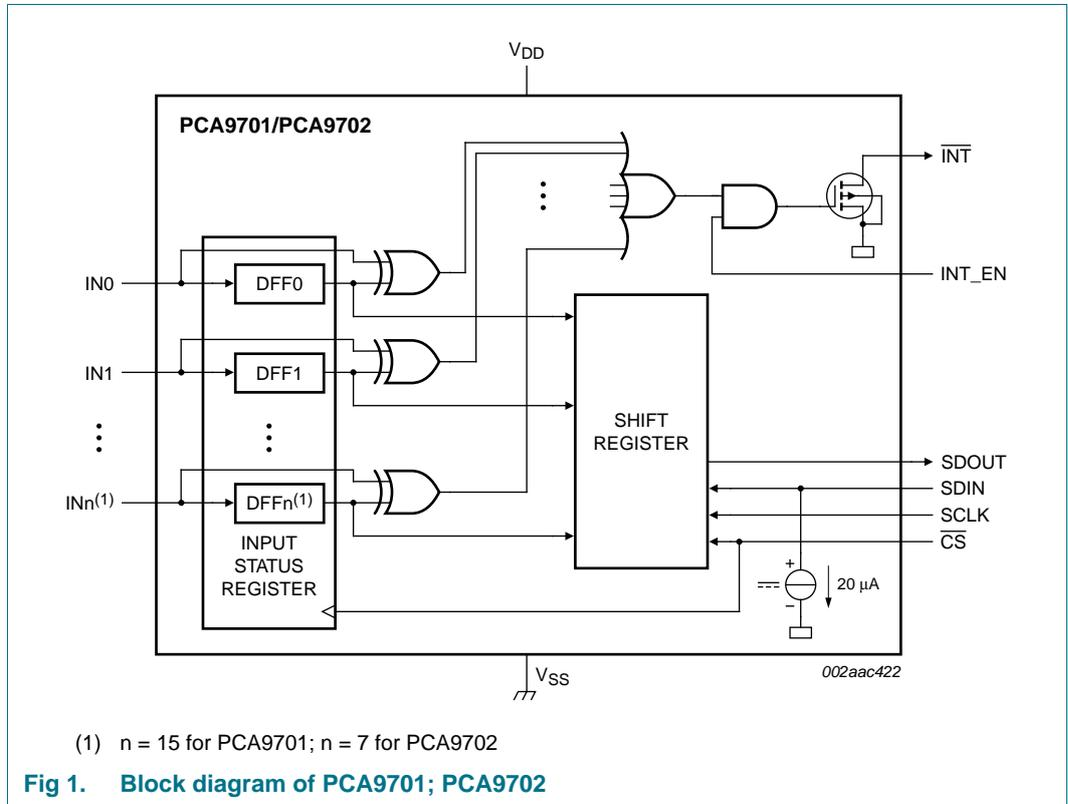 VDD
PCA9701/PCA9702
INT
INT_EN
IN0
DFF0
IN1
DFF1
SHIFT
REGISTER
SDOUT
SDIN
SCLK
CS
INn(1)
DFFn(1)
INPUT
STATUS
REGISTER
+
−
20 μA
VSS
002aac422
(1) n = 15 for PCA9701; n = 7 for PCA9702
Fig 1. Block diagram of PCA9701; PCA9702